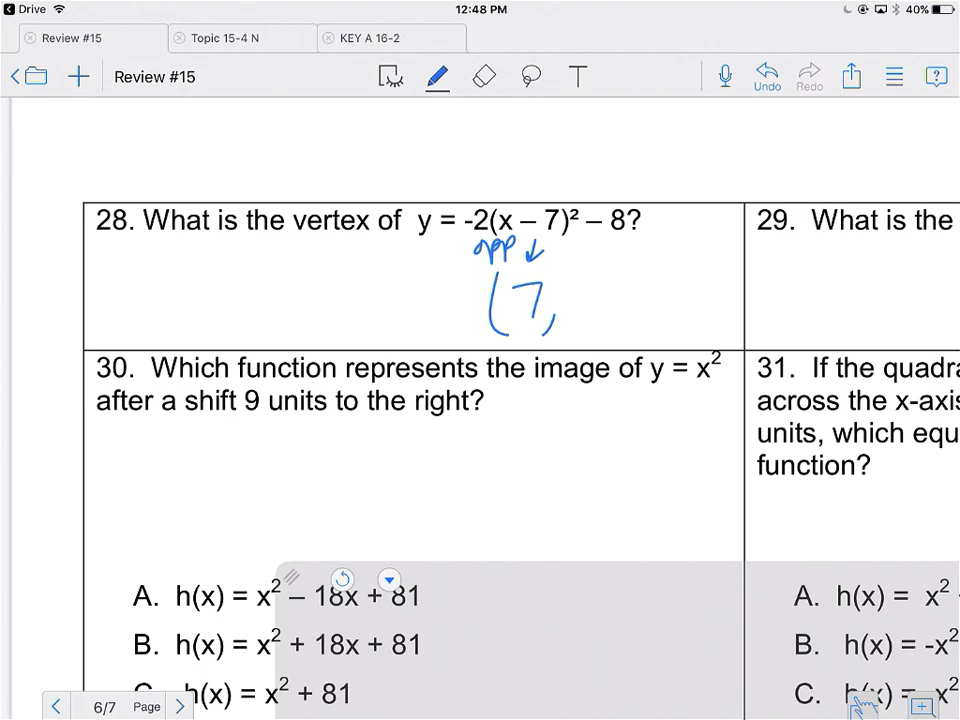 Drive 12:48 PM 40%
Review #15 Topic 15-4 N KEY A 16-2
Review #15 T Undo Redo ?
28. What is the vertex of y = -2(x – 7)² – 8?
29. What is the
opp ↓
(7,
30. Which function represents the image of y = x²
after a shift 9 units to the right?
31. If the quadra
across the x-axis
units, which equ
function?
A. h(x) = x² – 18x + 81
A. h(x) = x²
B. h(x) = x² + 18x + 81
B. h(x) = -x²
C. h(x) = x² + 81
C. h(x) = x²
6/7 Page